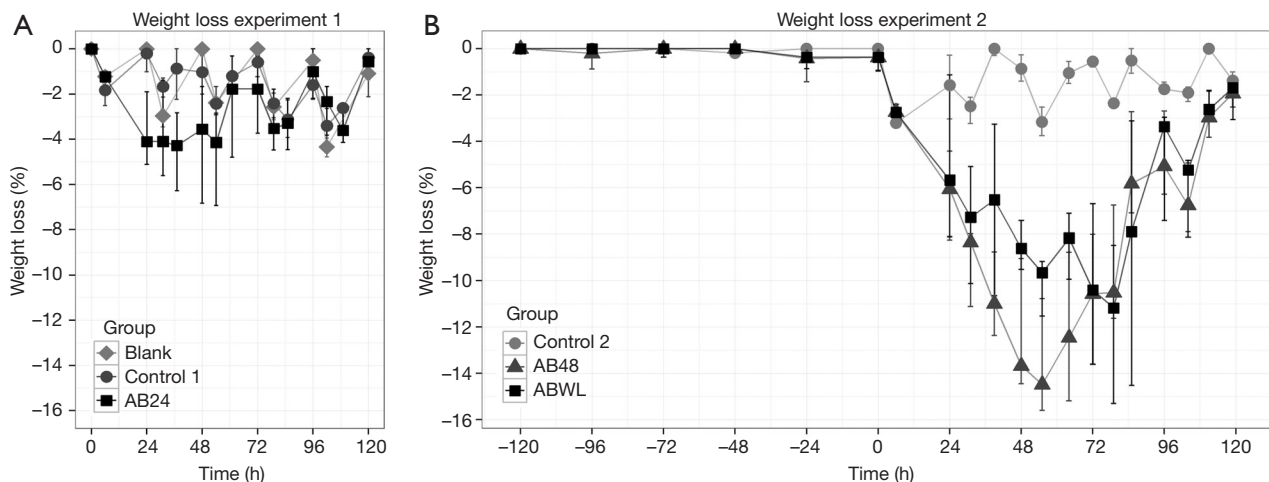 A
Weight loss experiment 1
Weight loss (%)
0
−2
−4
−6
−8
−10
−12
−14
−16
Group
Blank
Control 1
AB24
0 24 48 72 96 120
Time (h)
B
Weight loss experiment 2
Weight loss (%)
0
−2
−4
−6
−8
−10
−12
−14
−16
Group
Control 2
AB48
ABWL
−120 −96 −72 −48 −24 0 24 48 72 96 120
Time (h)